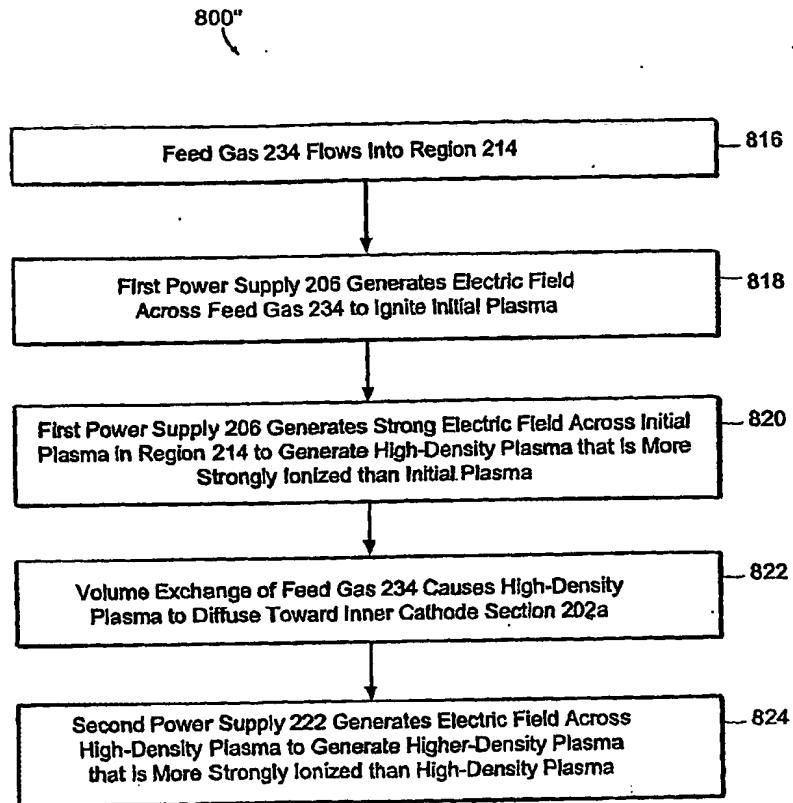 800"
Feed Gas 234 Flows Into Region 214
816
First Power Supply 206 Generates Electric Field
Across Feed Gas 234 to Ignite Initial Plasma
818
First Power Supply 206 Generates Strong Electric Field Across Initial
Plasma in Region 214 to Generate High-Density Plasma that is More
Strongly Ionized than Initial Plasma
820
Volume Exchange of Feed Gas 234 Causes High-Density
Plasma to Diffuse Toward Inner Cathode Section 202a
822
Second Power Supply 222 Generates Electric Field Across
High-Density Plasma to Generate Higher-Density Plasma
that is More Strongly Ionized than High-Density Plasma
824